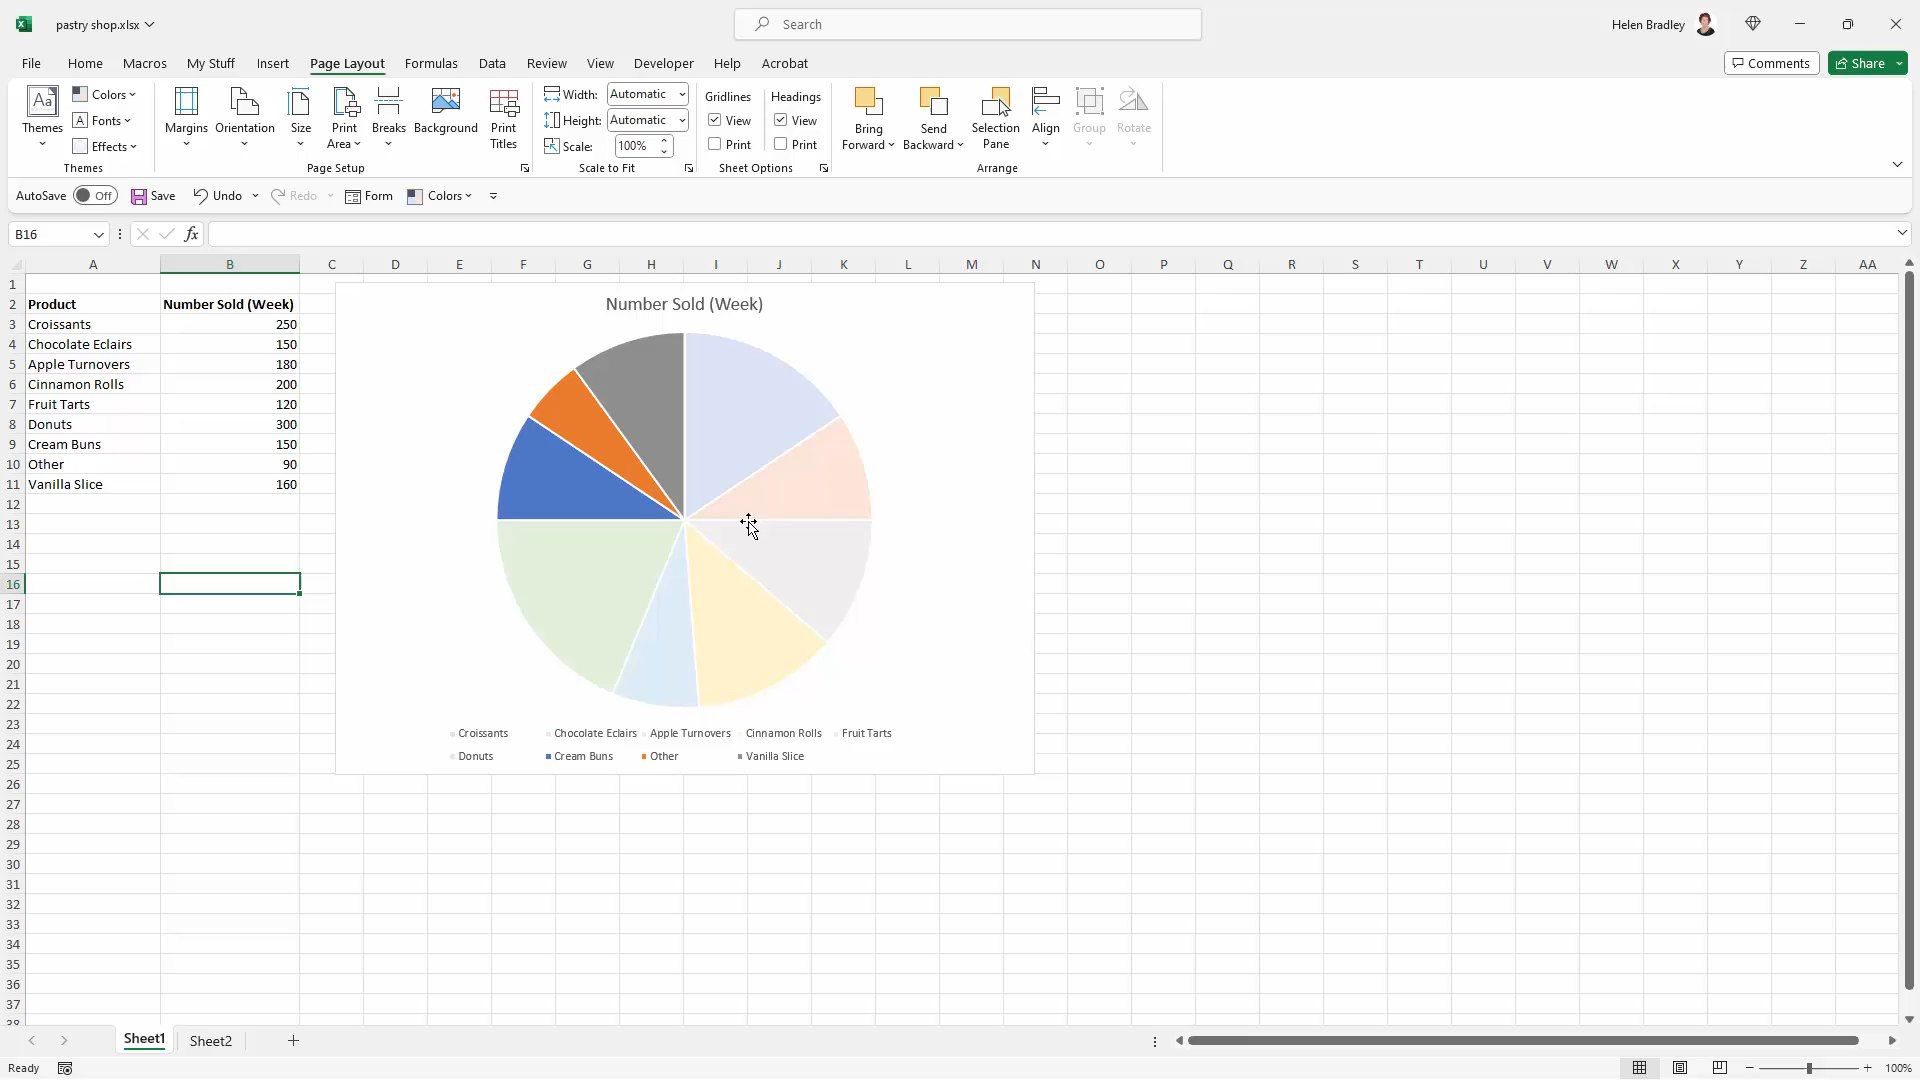 pastry shop.xlsx
Search
Helen Bradley
File Home Macros My Stuff Insert Page Layout Formulas Data Review View Developer Help Acrobat
Comments Share
Aa Colors Width: Automatic Gridlines Headings
A Fonts Height: Automatic View View
Themes Margins Orientation Size Print Area Breaks Background Print Titles Bring Forward Send Backward Selection Pane Align Group Rotate
Effects Scale: 100% Print Print
Themes Page Setup Scale to Fit Sheet Options Arrange
AutoSave Off Save Undo Redo Form Colors
B16 fx
A B C D E F G H I J K L M N O P Q R S T U V W X Y Z AA
1
2 Product Number Sold (Week)
3 Croissants 250
4 Chocolate Eclairs 150
5 Apple Turnovers 180
6 Cinnamon Rolls 200
7 Fruit Tarts 120
8 Donuts 300
9 Cream Buns 150
10 Other 90
11 Vanilla Slice 160
12
13
14
15
16
17
18
19
20
21
22
23
24
25
26
27
28
29
30
31
32
33
34
35
36
37
38
Number Sold (Week)
Croissants Chocolate Eclairs Apple Turnovers Cinnamon Rolls Fruit Tarts
Donuts Cream Buns Other Vanilla Slice
Sheet1 Sheet2
Ready 100%